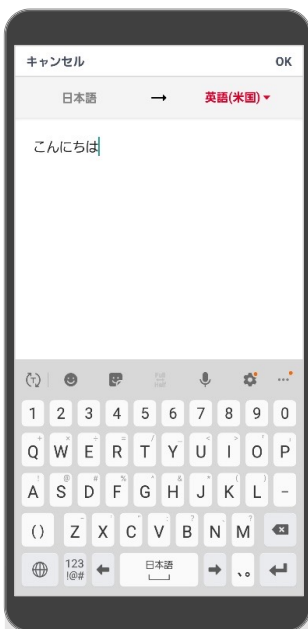 キャンセル OK
日本語 → 英語(米国)▼
こんにちは
1 2 3 4 5 6 7 8 9 0
Q W E R T Y U I O P
A S D F G H J K L -
() Z X C V B N M
123 !@# ← 日本語 → 、。